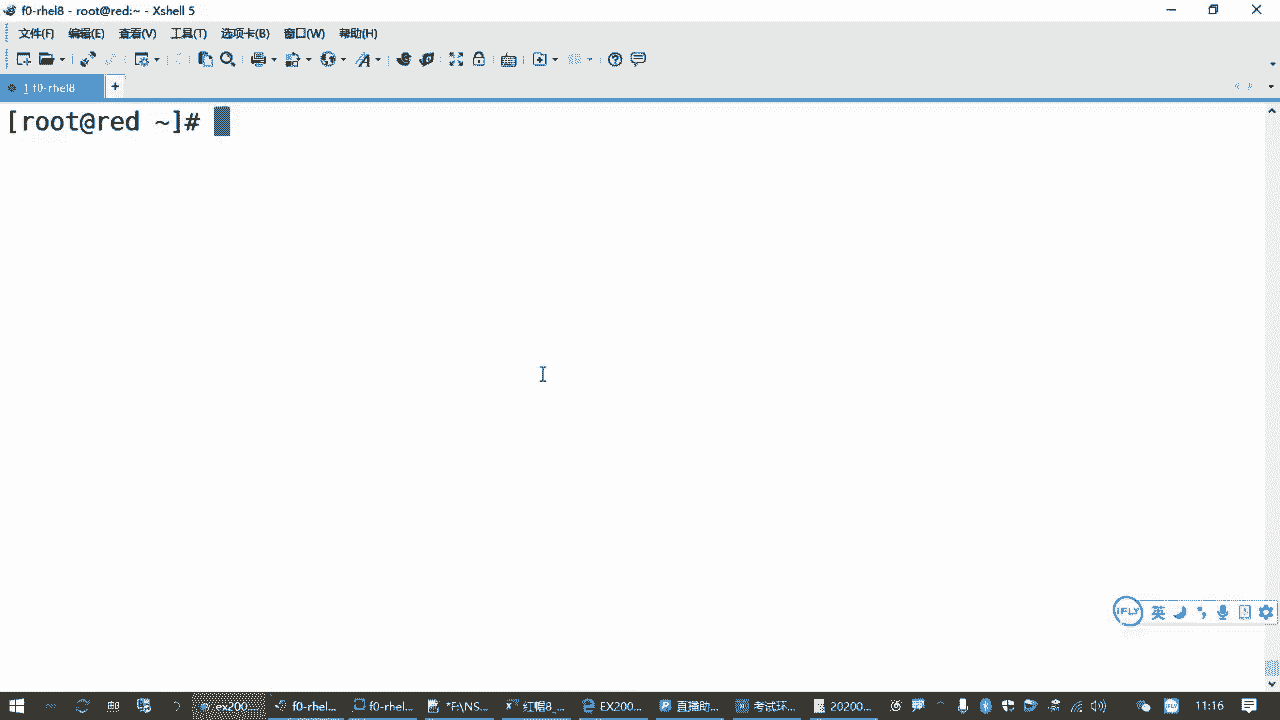 f0-rhel8 - root@red:~ - Xshell 5
文件(F) 编辑(E) 查看(V) 工具(T) 选项卡(B) 窗口(W) 帮助(H)
1 f0-rhel8 +
[root@red ~]#
iFLY 英
ex200... f0-rhel... f0-rhel... *F:\NS... 红帽8_... EX200... 直播助... 考试环... 20200... 11:16